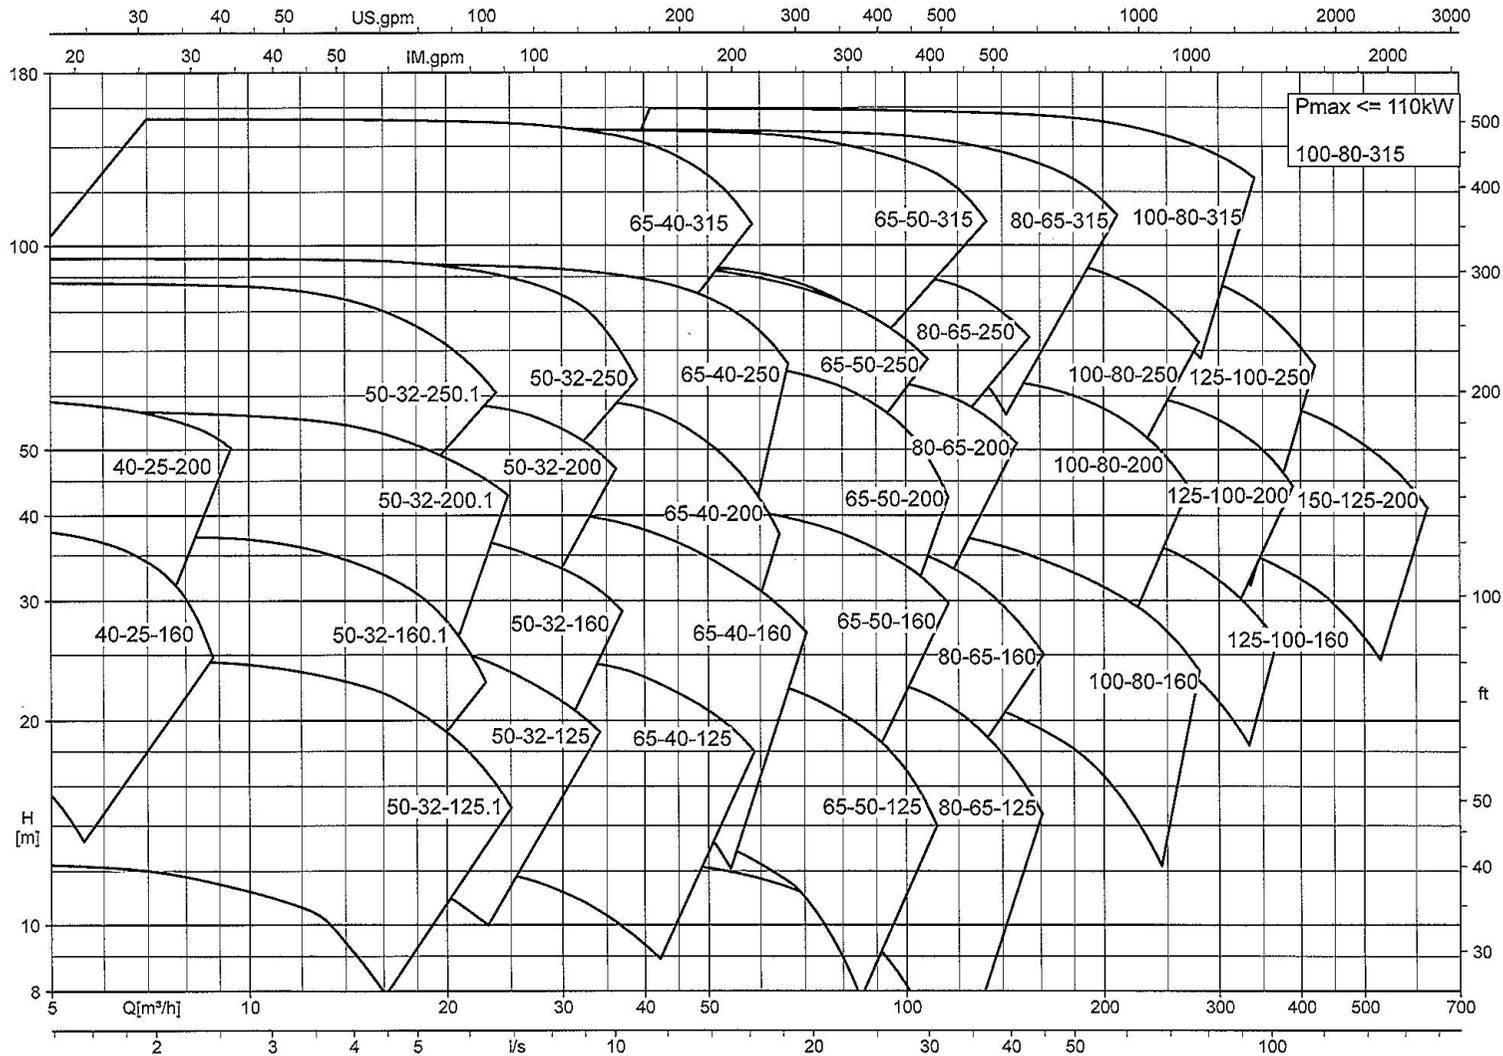 30 40 50 US.gpm 100 200 300 400 500 1000 2000 3000
20 30 40 50 IM.gpm 100 200 300 400 500 1000 2000
180
Pmax <= 110kW
100-80-315
500
400
65-40-315 65-50-315 80-65-315 100-80-315
100
300
80-65-250
50-32-250.1 50-32-250 65-40-250 65-50-250 100-80-250 125-100-250
200
50
40-25-200 50-32-200 80-65-200 100-80-200
50-32-200.1 65-40-200 65-50-200 125-100-200 150-125-200
40
30
100
40-25-160 50-32-160.1 50-32-160 65-40-160 65-50-160 80-65-160 125-100-160
100-80-160
ft
20
50-32-125 65-40-125
50-32-125.1 65-50-125 80-65-125
50
H
[m]
40
10
30
8
5 Q[m³/h] 10 20 30 40 50 100 200 300 400 500 700
2 3 4 5 l/s 10 20 30 40 50 100